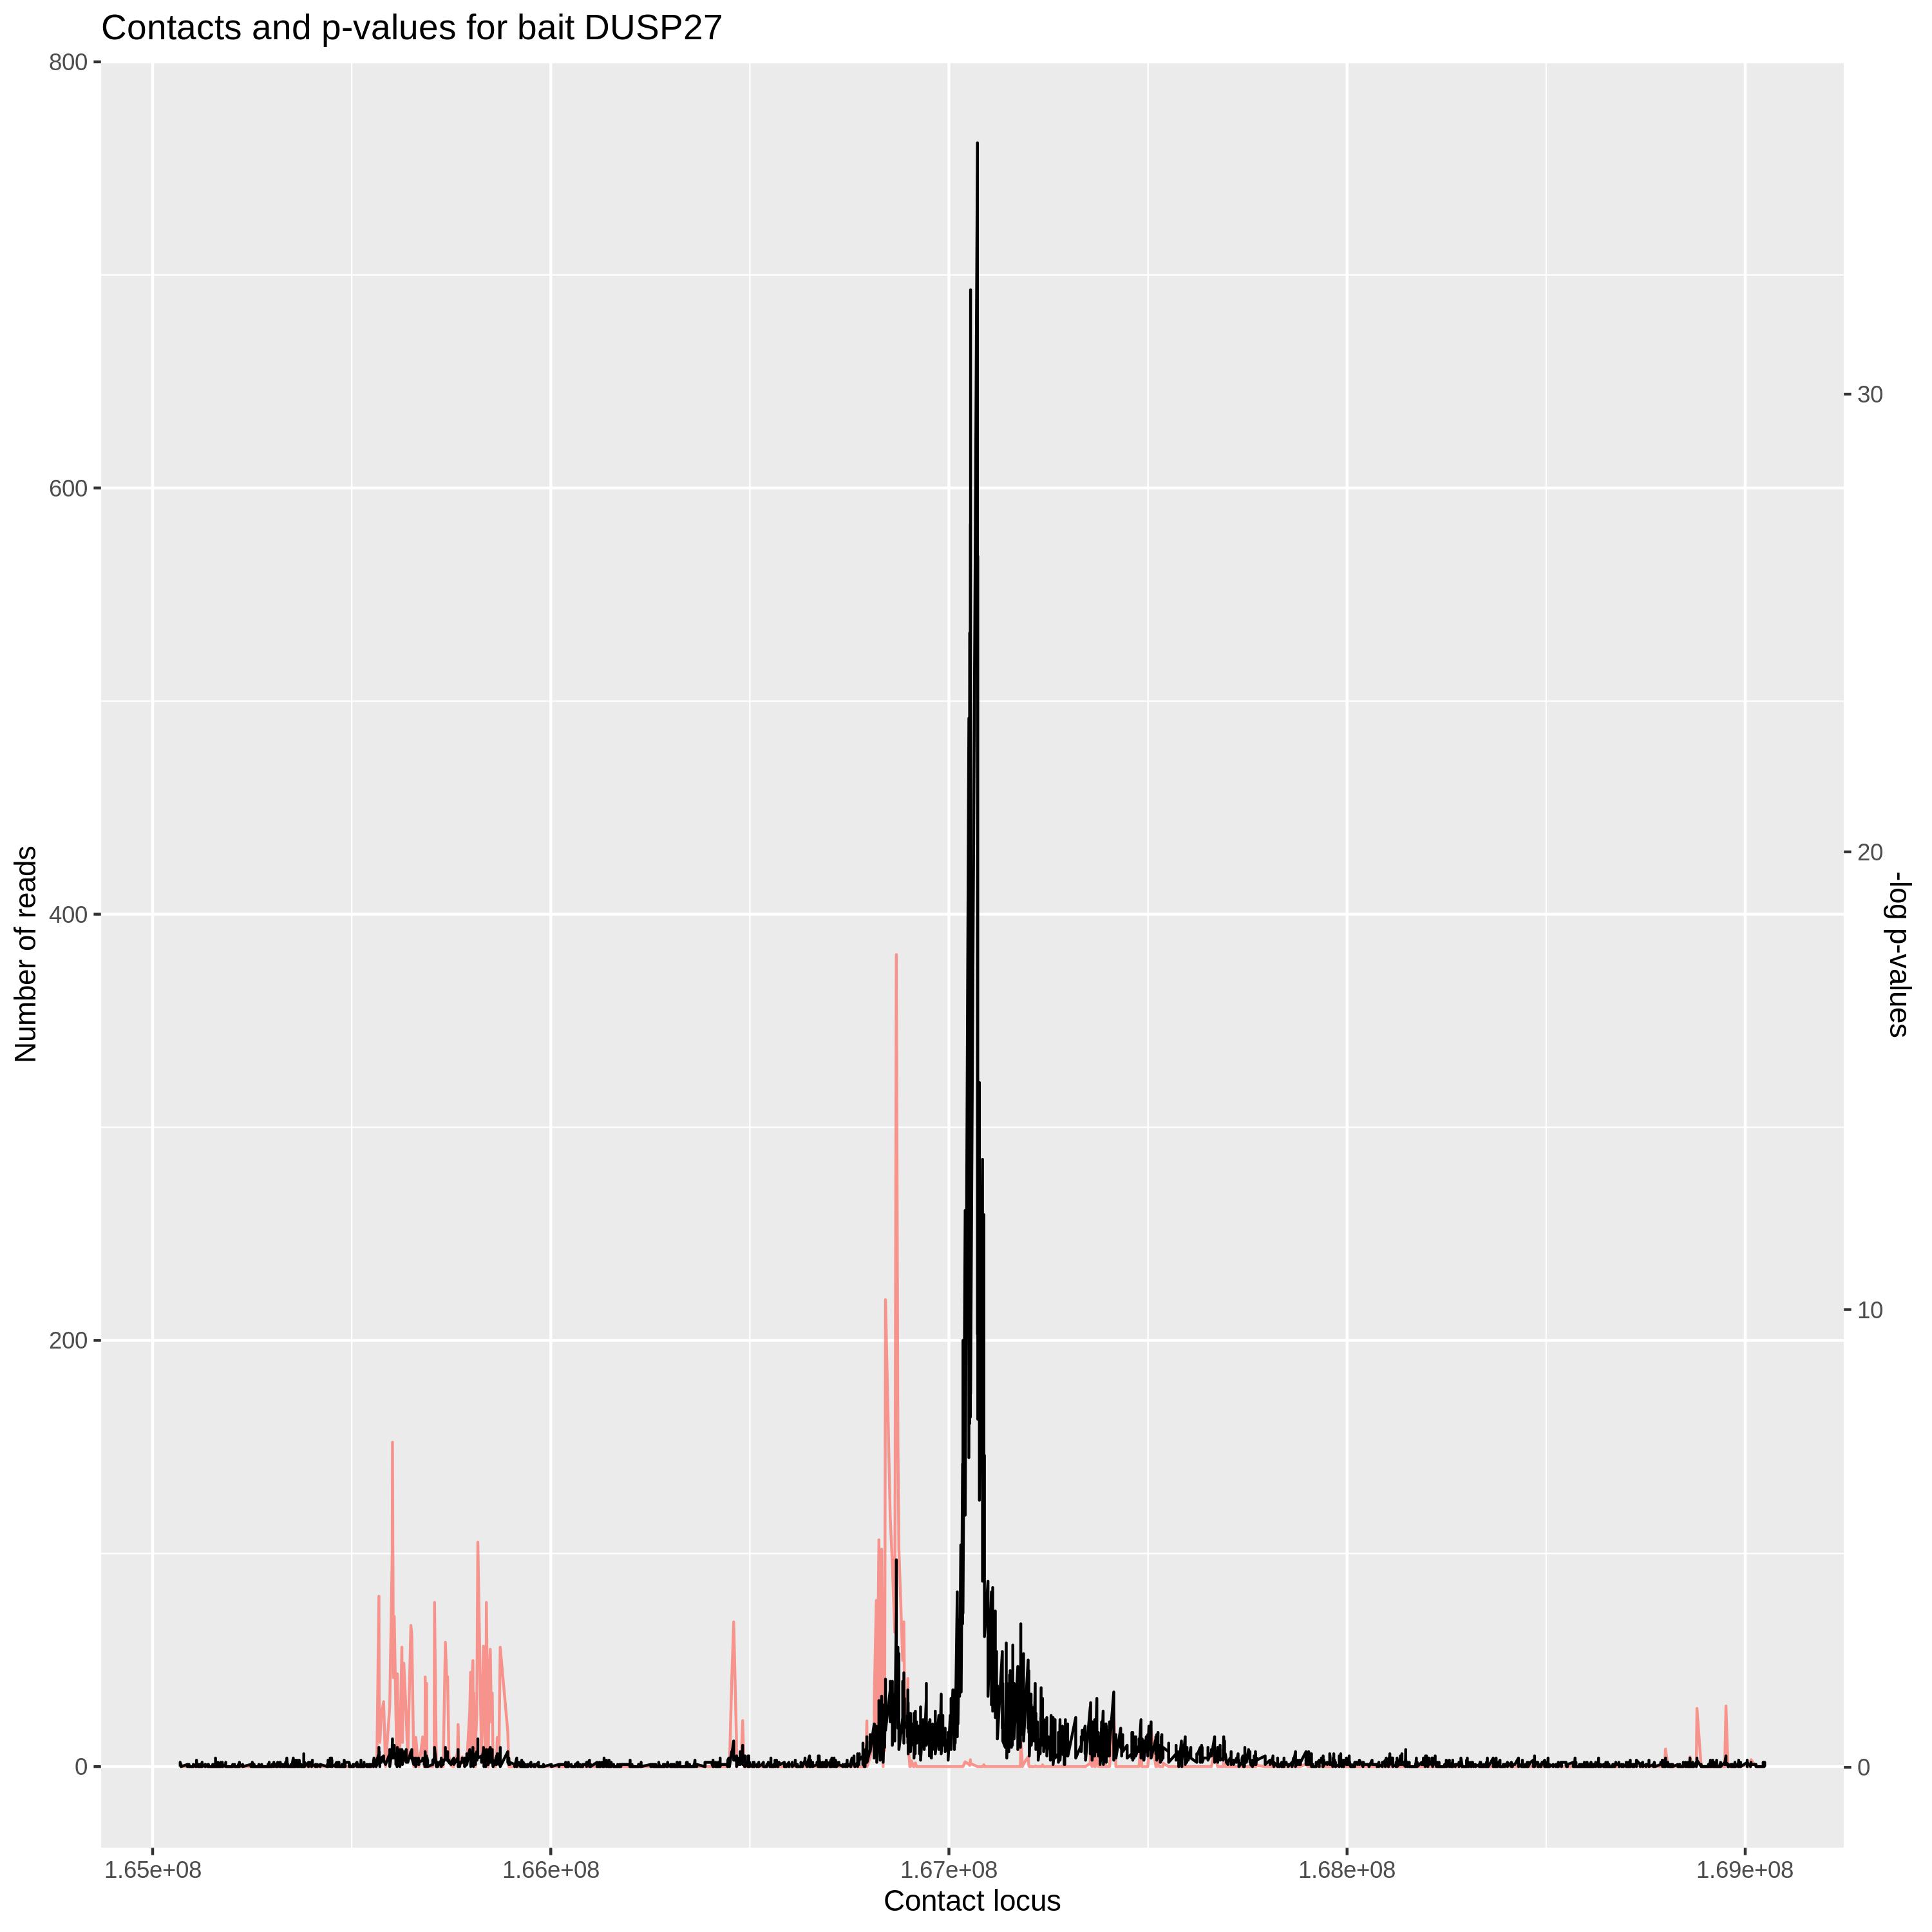 Contacts and p-values for bait DUSP27
800
600
400
200
0
Number of reads
30
20
10
0
-log p-values
1.65e+08 1.66e+08 1.67e+08 1.68e+08 1.69e+08
Contact locus